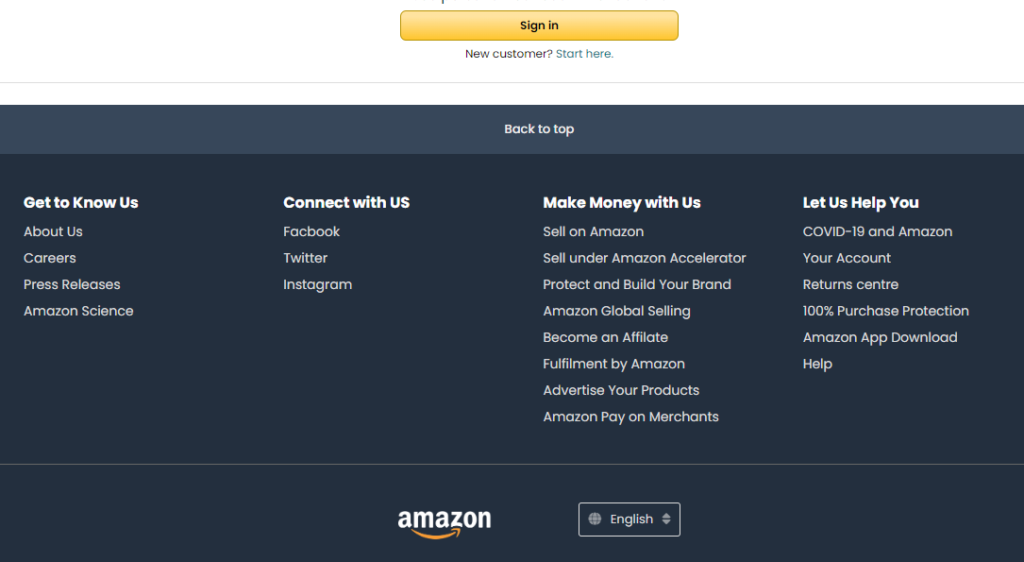 Sign in
New customer? Start here.
Back to top
Get to Know Us
About Us
Careers
Press Releases
Amazon Science
Connect with US
Facbook
Twitter
Instagram
Make Money with Us
Sell on Amazon
Sell under Amazon Accelerator
Protect and Build Your Brand
Amazon Global Selling
Become an Affilate
Fulfilment by Amazon
Advertise Your Products
Amazon Pay on Merchants
Let Us Help You
COVID-19 and Amazon
Your Account
Returns centre
100% Purchase Protection
Amazon App Download
Help
amazon
English